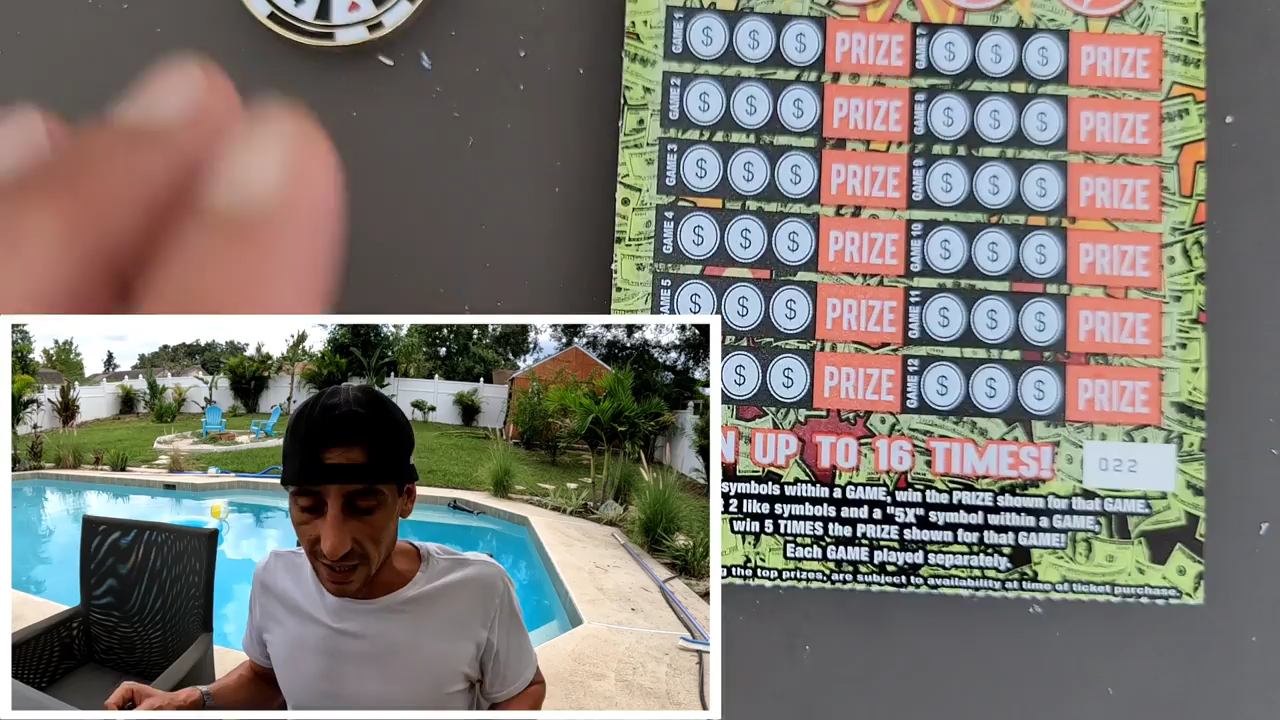 GAME 1 $ $ $ PRIZE GAME 7 $ $ $ PRIZE
GAME 2 $ $ $ PRIZE GAME 8 $ $ $ PRIZE
GAME 3 $ $ $ PRIZE GAME 9 $ $ $ PRIZE
GAME 4 $ $ $ PRIZE GAME 10 $ $ $ PRIZE
GAME 5 $ $ $ PRIZE GAME 11 $ $ $ PRIZE
$ $ PRIZE GAME 12 $ $ $ PRIZE
UP TO 16 TIMES!
022
symbols within a GAME, win the PRIZE shown for that GAME.
2 like symbols and a "5X" symbol within a GAME,
win 5 TIMES the PRIZE shown for that GAME!
Each GAME played separately.
the top prizes, are subject to availability at time of ticket purchase.